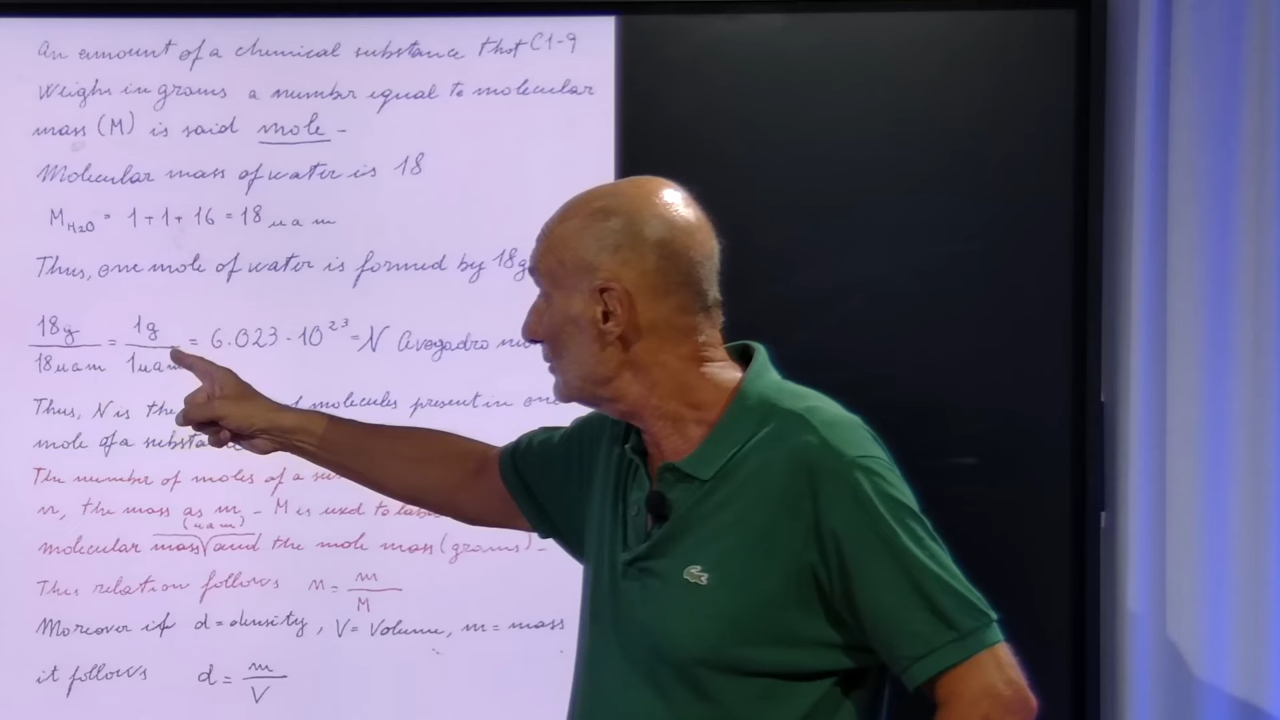 An amount of a chemical substance that C1-9
weighs in grams a number equal to molecular
mass (M) is said mole -
Molecular mass of water is 18
M_H2O = 1 + 1 + 16 = 18 uam
Thus, one mole of water is formed by 18g
18g / 18uam = 1g / 1uam = 6.023 · 10^23 = N Avogadro
Thus, N is the of molecules present in one
mole of a
The number of moles of a
n, the mass as m - M is used to
(uam)
molecular mass √ and the mole mass (grams) -
This relation follows n = m / M
Moreover if d = density, V = Volume, m = mass
it follows d = m / V